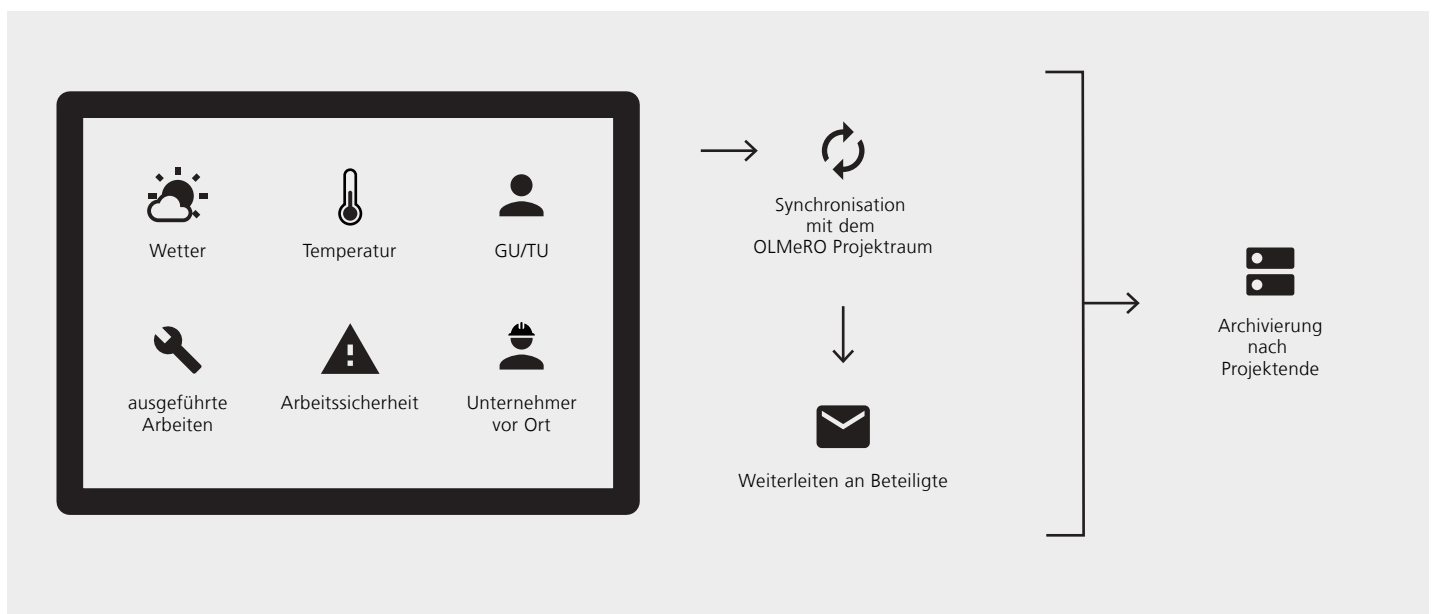 Wetter
Temperatur
GU/TU
ausgeführte
Arbeiten
Arbeitssicherheit
Unternehmer
vor Ort
Synchronisation
mit dem
OLMeRO Projektraum
Weiterleiten an Beteiligte
Archivierung
nach
Projektende